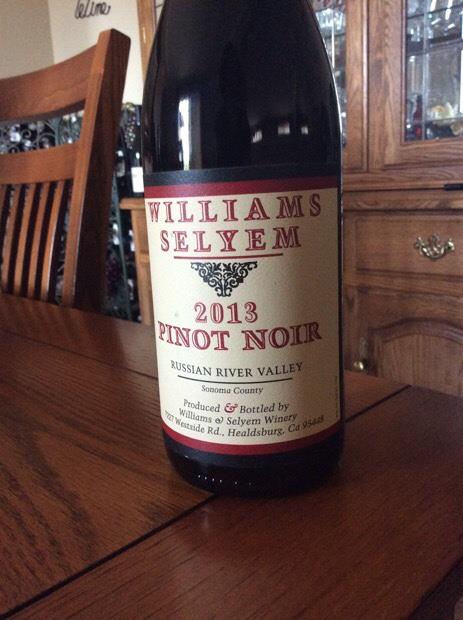 Wine
WILLIAMS
SELYEM
2013
PINOT NOIR
RUSSIAN RIVER VALLEY
Sonoma County
Produced & Bottled by
Williams & Selyem Winery
7227 Westside Rd., Healdsburg, Ca 95448